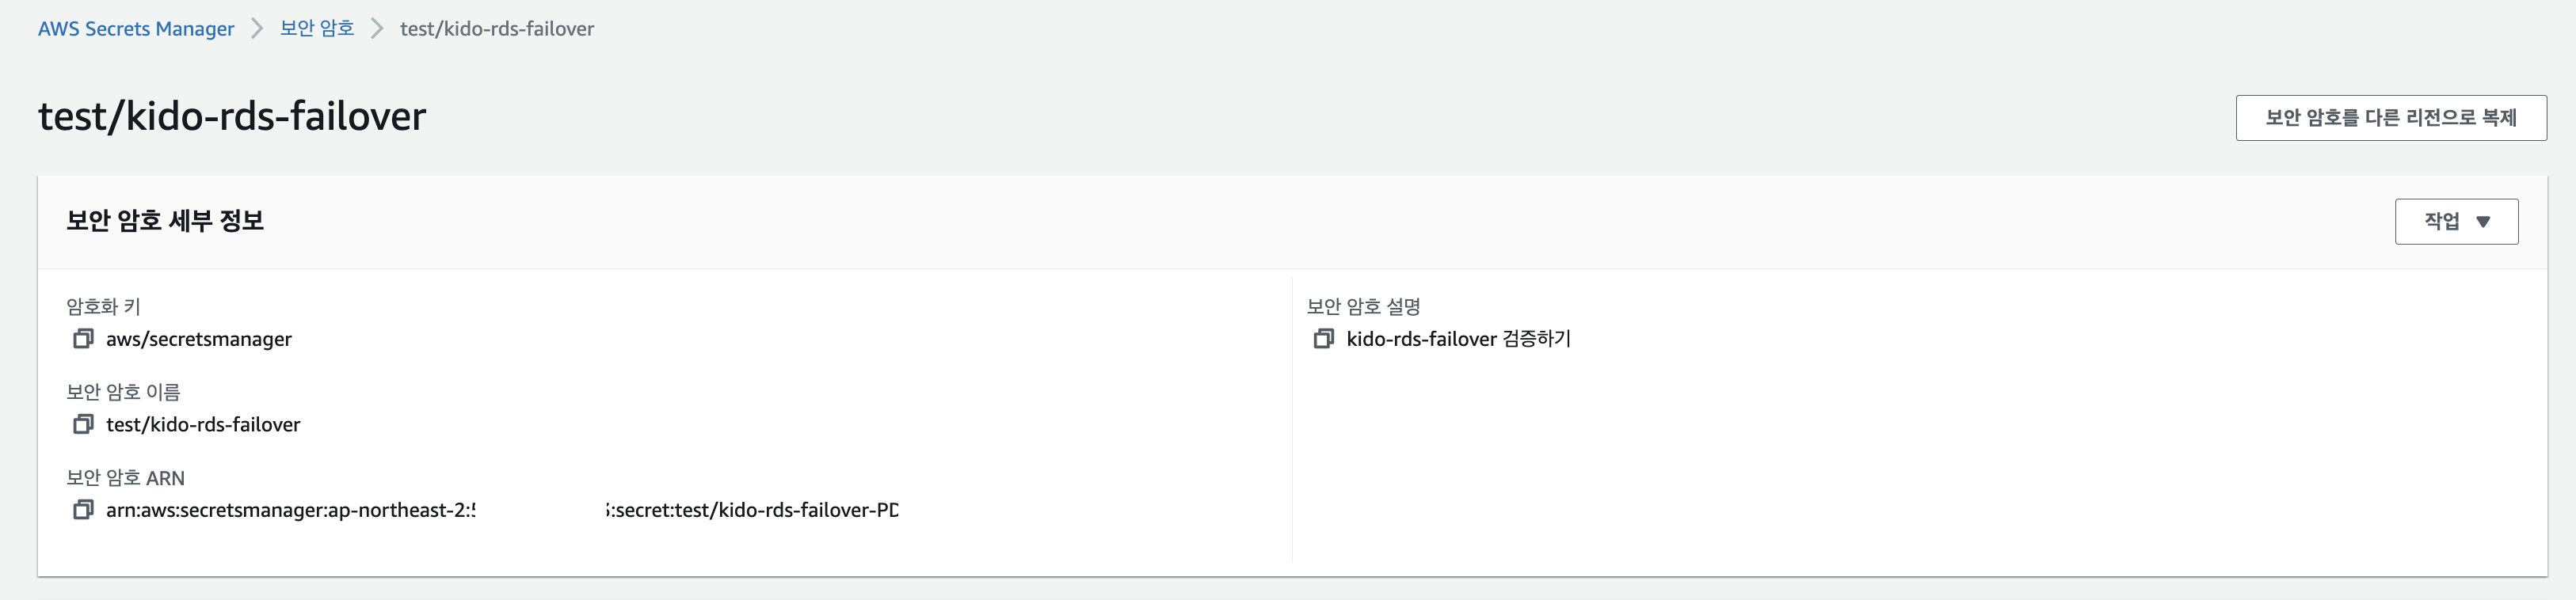 AWS Secrets Manager > 보안 암호 > test/kido-rds-failover
test/kido-rds-failover
보안 암호를 다른 리전으로 복제
보안 암호 세부 정보
작업 ▼
암호화 키
aws/secretsmanager
보안 암호 이름
test/kido-rds-failover
보안 암호 ARN
arn:aws:secretsmanager:ap-northeast-2: :secret:test/kido-rds-failover-PD
보안 암호 설명
kido-rds-failover 검증하기